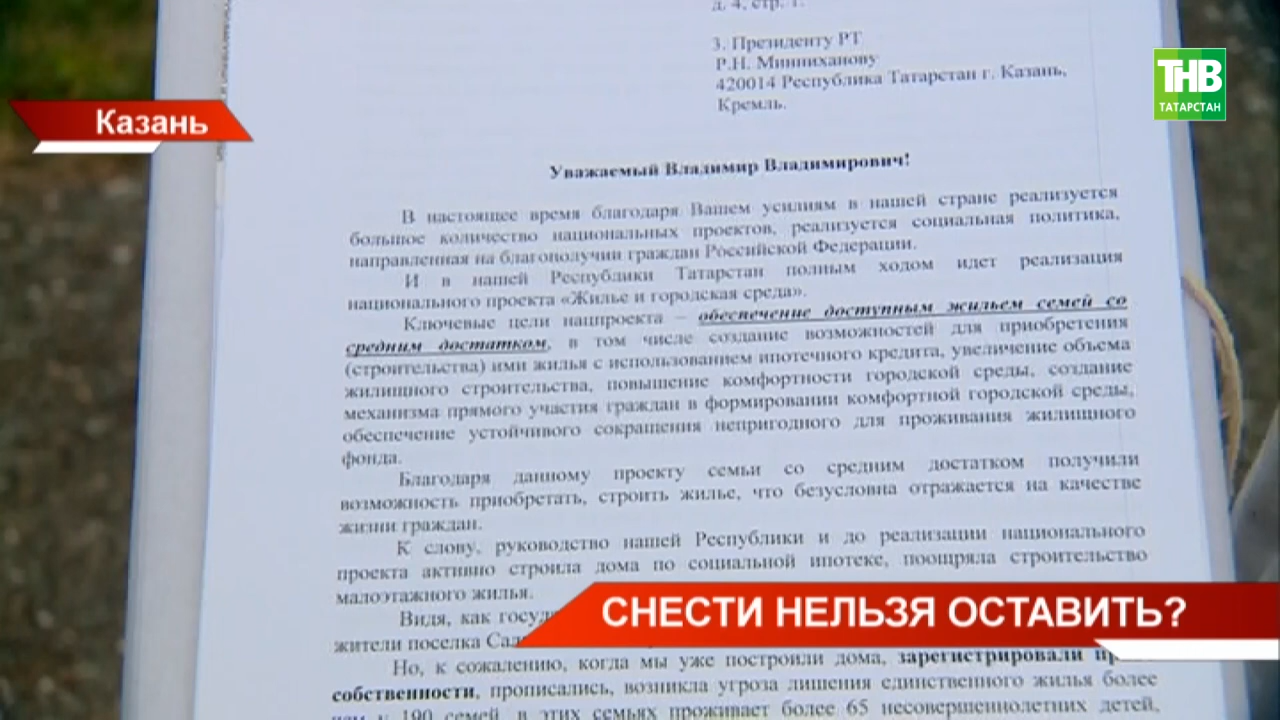 д. 4, стр. 1.
3. Президенту РТ
Р.Н. Минниханову
420014 Республика Татарстан г. Казань,
Кремль.
ТНВ
ТАТАРСТАН
Казань
Уважаемый Владимир Владимирович!
В настоящее время благодаря Вашем усилиям в нашей стране реализуется
большое количество национальных проектов, реализуется социальная политика,
направленная на благополучии граждан Российской Федерации.
И в нашей Республики Татарстан полным ходом идет реализация
национального проекта «Жилье и городская среда».
Ключевые цели нацпроекта – обеспечение доступным жильем семей со
средним достатком, в том числе создание возможностей для приобретения
(строительства) ими жилья с использованием ипотечного кредита, увеличение объема
жилищного строительства, повышение комфортности городской среды, создание
механизма прямого участия граждан в формировании комфортной городской среды,
обеспечение устойчивого сокращения непригодного для проживания жилищного
фонда.
Благодаря данному проекту семьи со средним достатком получили
возможность приобретать, строить жилье, что безусловна отражается на качестве
жизни граждан.
К слову, руководство нашей Республики и до реализации национального
проекта активно строила дома по социальной ипотеке, поощряла строительство
малоэтажного жилья.
Видя, как
жители поселка
СНЕСТИ НЕЛЬЗЯ ОСТАВИТЬ?
Но, к сожалению, когда мы уже построили дома, зарегистрировали
собственности, прописались, возникла угроза лишения единственного жилья более
чем у 190 семей, в этих семьях проживает более 65 несовершеннолетних детей,